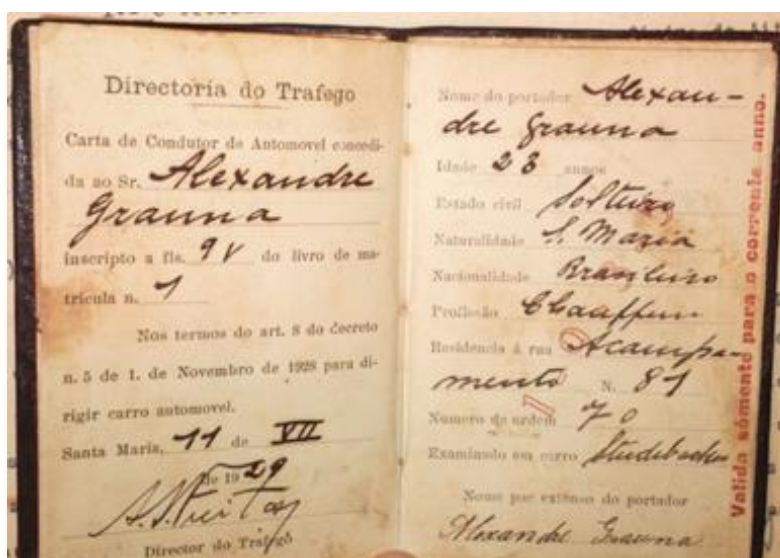 Directoria do Trafego
Carta de Conductor de Automovel concedi-
da ao Sr. Alexandre
Grauna
inscripto a fls. 9V do livro de ma-
tricula n. 1
Nos termos do art. 8 do decreto
n. 5 de 1. de Novembro de 1928 para di-
rigir carro automovel.
Santa Maria, 11 de VII
de 1929
Director do Trafego
Nome do portador Alexan-
dre Grauna
Idade 23 annos
Estado civil Solteiro
Naturalidade S. Maria
Nacionalidade Brasileiro
Profissão Chauffeur
Residencia á rua Acampa-
mento N. 81
Numero de ordem 70
Examinado em carro Studebacker
Nome por extenso do portador
Alexandre Grauna
Valida sómente para o corrente anno.